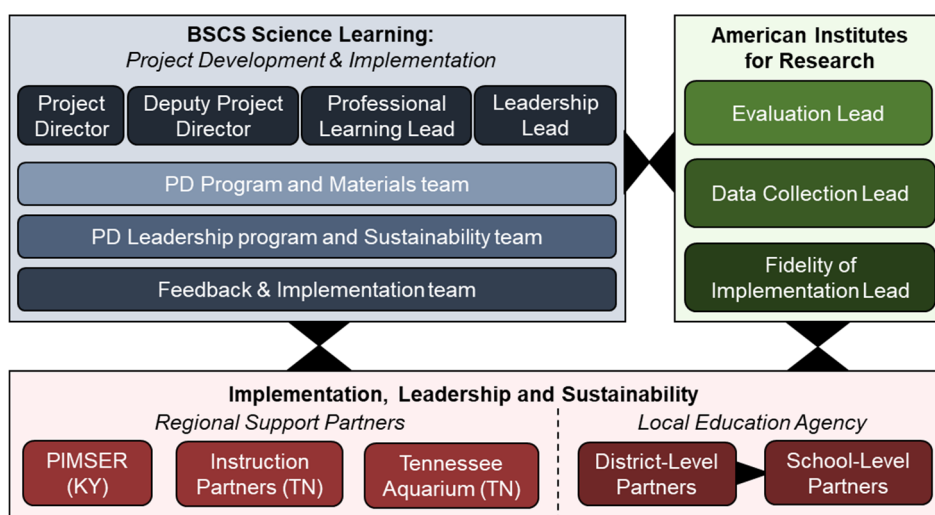 BSCS Science Learning:
Project Development & Implementation
Project
Director
Deputy Project
Director
Professional
Learning Lead
Leadership
Lead
PD Program and Materials team
PD Leadership program and Sustainability team
Feedback & Implementation team
American Institutes
for Research
Evaluation Lead
Data Collection Lead
Fidelity of
Implementation Lead
Implementation, Leadership and Sustainability
Regional Support Partners
PIMSER
(KY)
Instruction
Partners (TN)
Tennessee
Aquarium (TN)
Local Education Agency
District-Level
Partners
School-Level
Partners